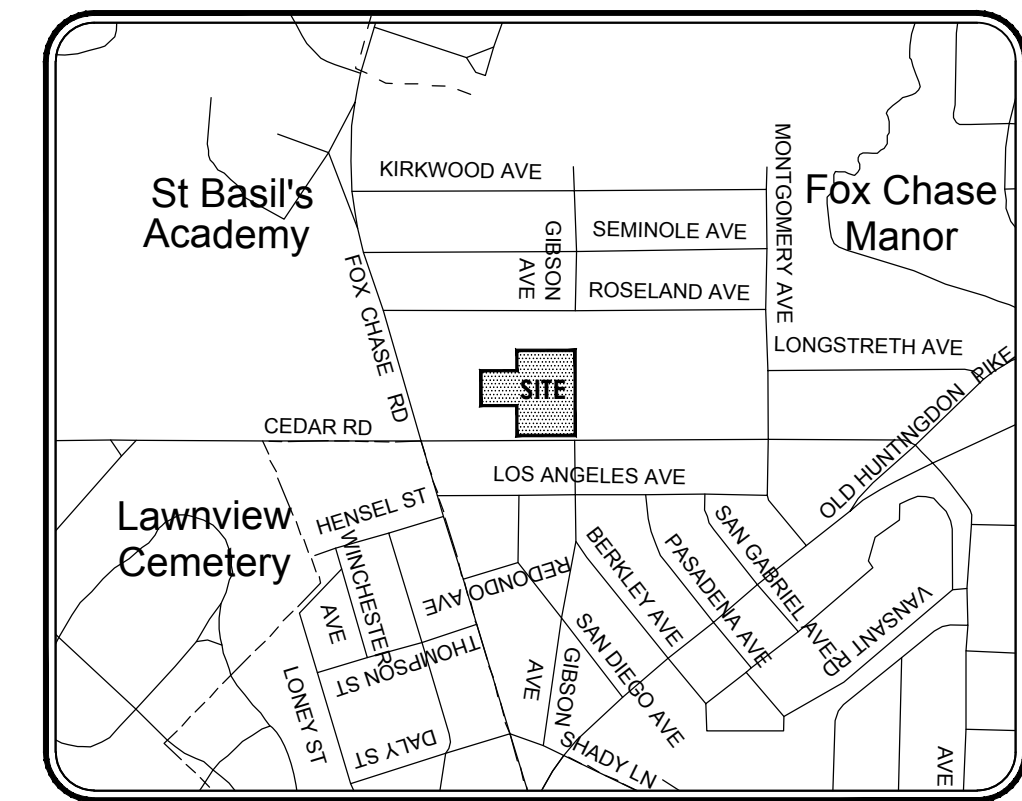 KIRKWOOD AVE
MONTGOMERY AVE
St Basil's
Academy
Fox Chase
Manor
SEMINOLE AVE
GIBSON
AVE
FOX CHASE RD
ROSELAND AVE
LONGSTRETH AVE
SITE
OLD HUNTINGDON PIKE
CEDAR RD
LOS ANGELES AVE
Lawnview
Cemetery
HENSEL ST
WINCHESTER
AVE
REDONDO AVE
BERKLEY AVE
PASADENA AVE
SAN GABRIEL AVE
VANSANT RD
THOMPSON ST
SAN DIEGO AVE
GIBSON
AVE
LONEY ST
DALY ST
SHADY LN
AVE